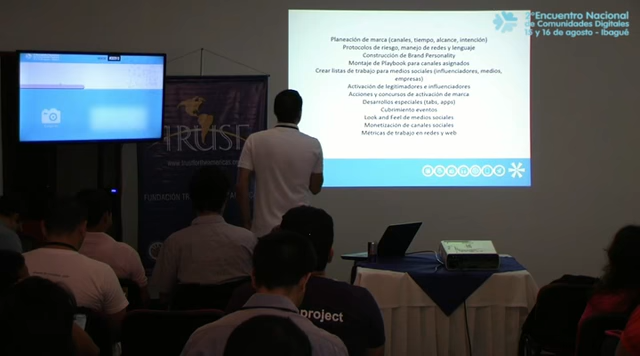 2º Encuentro Nacional
de Comunidades Digitales
15 y 16 de agosto - Ibagué
Planeación de marca (canales, tiempo, alcance, intención)
Protocolos de riesgo, manejo de redes y lenguaje
Construcción de Brand Personality
Montaje de Playbook para canales asignados
Crear listas de trabajo para medios sociales (influenciadores, medios,
empresas)
Activación de legitimadores e influenciadores
Acciones y concursos de activación de marca
Desarrollos especiales (tabs, apps)
Cubrimiento eventos
Look and Feel de medios sociales
Monetización de canales sociales
Métricas de trabajo en redes y web
TRUST
FUNDACIÓN
project